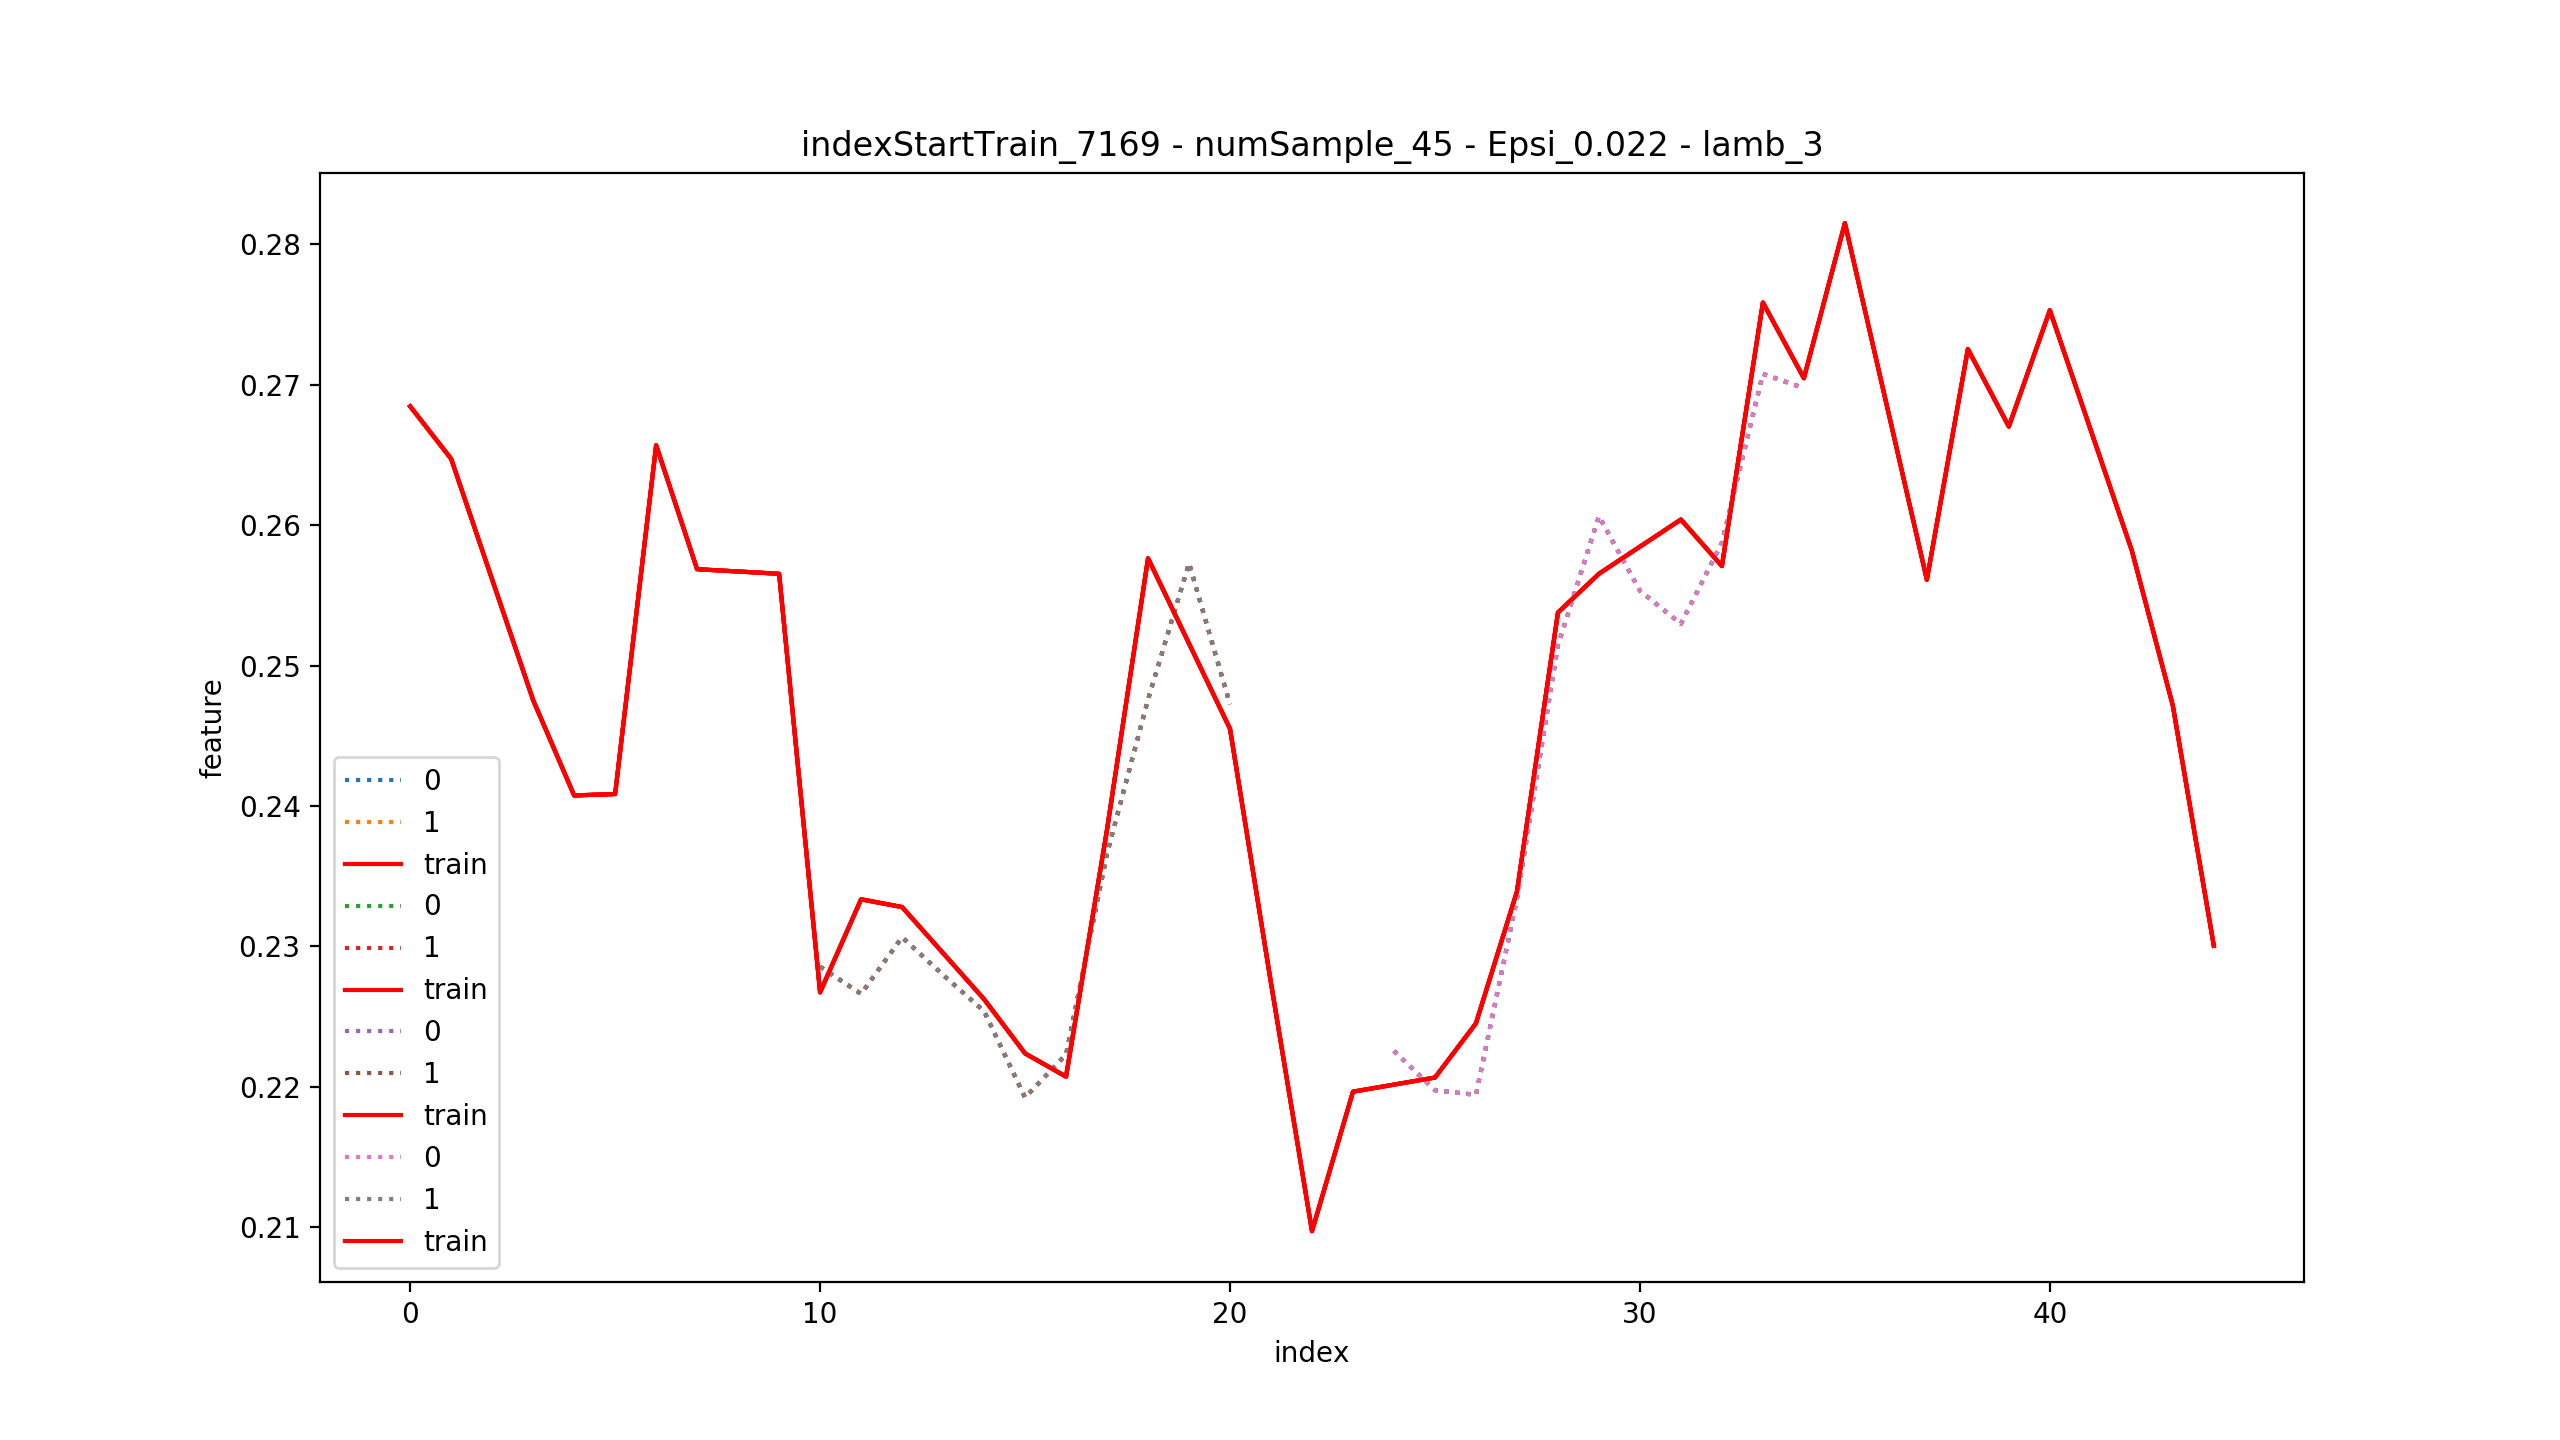 indexStartTrain_7169 - numSample_45 - Epsi_0.022 - lamb_3
feature
0.28
0.27
0.26
0.25
0.24
0.23
0.22
0.21
0
1
train
0
1
train
0
1
train
0
1
train
0 10 20 30 40
index